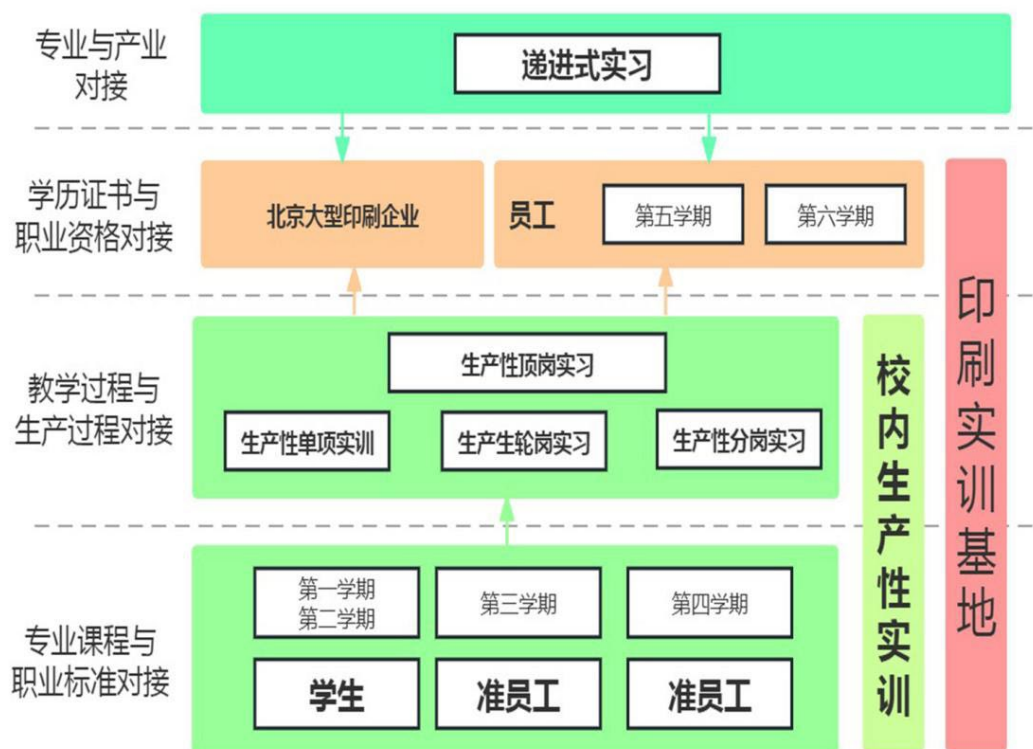 专业与产业
对接
递进式实习
学历证书与
职业资格对接
北京大型印刷企业
员工
第五学期
第六学期
教学过程与
生产过程对接
生产性顶岗实习
生产性单项实训
生产生轮岗实习
生产性分岗实习
专业课程与
职业标准对接
第一学期
第二学期
第三学期
第四学期
学生
准员工
准员工
校内生产性实训
印刷实训基地